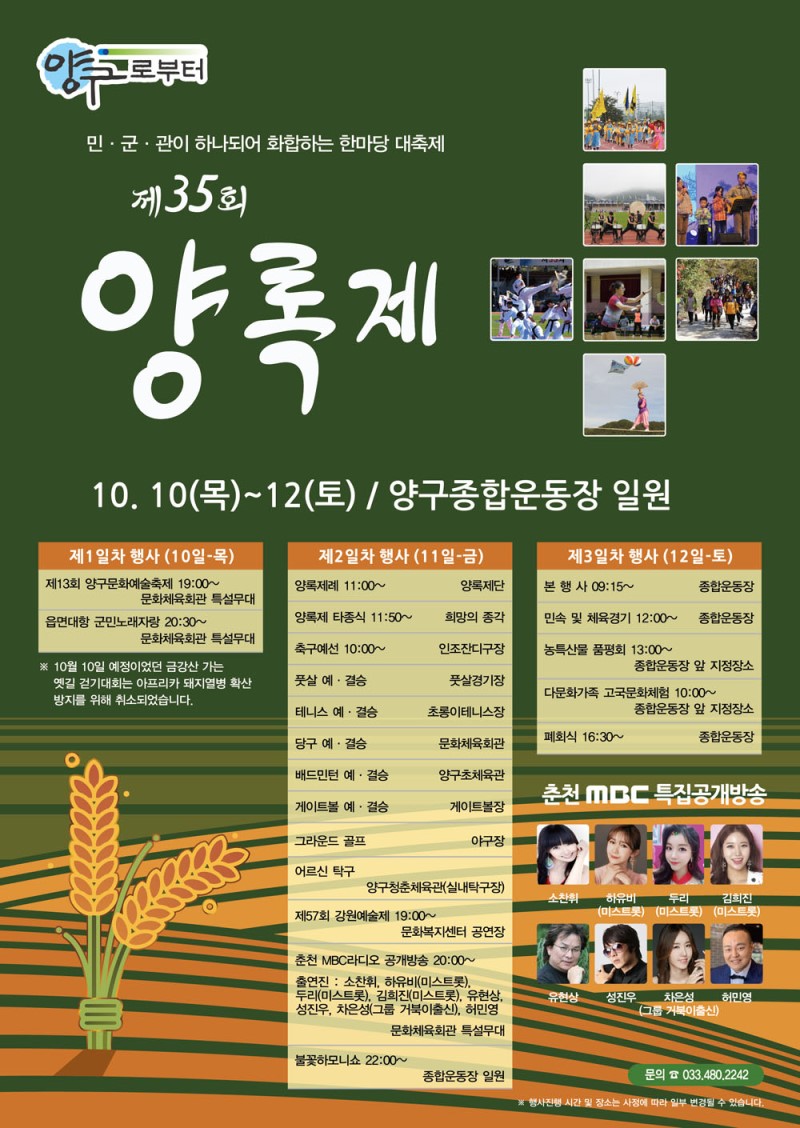 양구로부터
민 · 군 · 관이 하나되어 화합하는 한마당 대축제
제35회
양록제
10. 10(목)~12(토) / 양구종합운동장 일원
제1일차 행사 (10일-목)
제13회 양구문화예술축제 19:00~
문화체육회관 특설무대
읍면대항 군민노래자랑 20:30~
문화체육회관 특설무대
※ 10월 10일 예정이었던 금강산 가는
옛길 걷기대회는 아프리카 돼지열병 확산
방지를 위해 취소되었습니다.
제2일차 행사 (11일-금)
양록제례 11:00~ 양록제단
양록제 타종식 11:50~ 희망의 종각
축구예선 10:00~ 인조잔디구장
풋살 예 · 결승 풋살경기장
테니스 예 · 결승 초롱이테니스장
당구 예 · 결승 문화체육회관
배드민턴 예 · 결승 양구초체육관
게이트볼 예 · 결승 게이트볼장
그라운드 골프 야구장
어르신 탁구
양구청춘체육관(실내탁구장)
제57회 강원예술제 19:00~
문화복지센터 공연장
춘천 MBC라디오 공개방송 20:00~
출연진 : 소찬휘, 하유비(미스트롯),
두리(미스트롯), 김희진(미스트롯), 유현상,
성진우, 차은성(그룹 거북이출신), 허민영
문화체육회관 특설무대
불꽃하모니쇼 22:00~
종합운동장 일원
제3일차 행사 (12일-토)
본 행 사 09:15~ 종합운동장
민속 및 체육경기 12:00~ 종합운동장
농특산물 품평회 13:00~
종합운동장 앞 지정장소
다문화가족 고국문화체험 10:00~
종합운동장 앞 지정장소
폐회식 16:30~ 종합운동장
춘천 MBC 특집공개방송
소찬휘 하유비 두리 김희진
(미스트롯) (미스트롯) (미스트롯)
유현상 성진우 차은성 허민영
(그룹 거북이출신)
문의 ☎ 033.480.2242
※ 행사진행 시간 및 장소는 사정에 따라 일부 변경될 수 있습니다.